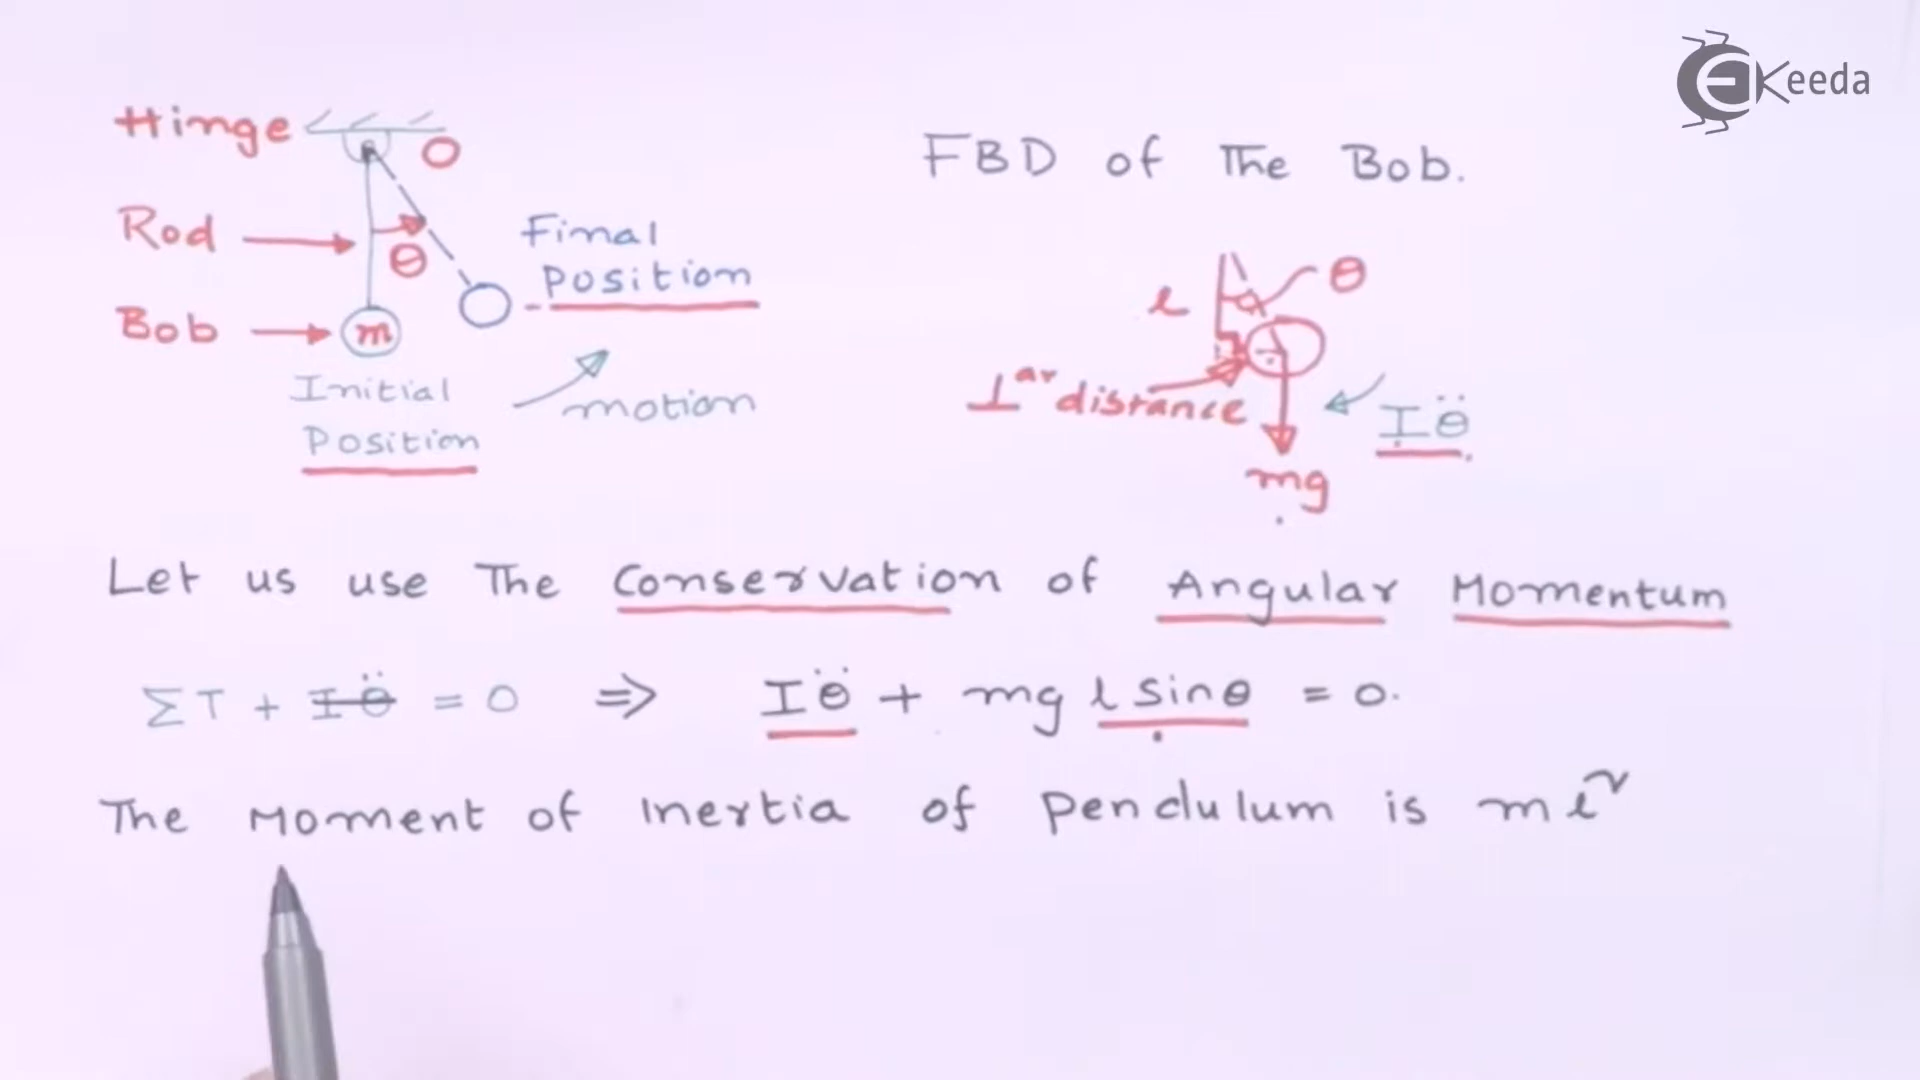 EKeeda
Hinge
O
Rod
θ
Bob
m
Final
Position
Initial
Position
motion
FBD of The Bob.
l
θ
⊥ar distance
Iθ̈
mg
Let us use The Conservation of Angular Momentum
ΣT + Iθ̈ = 0 ⇒ Iθ̈ + mg l sinθ = 0.
The Moment of Inertia of Pendulum is ml²